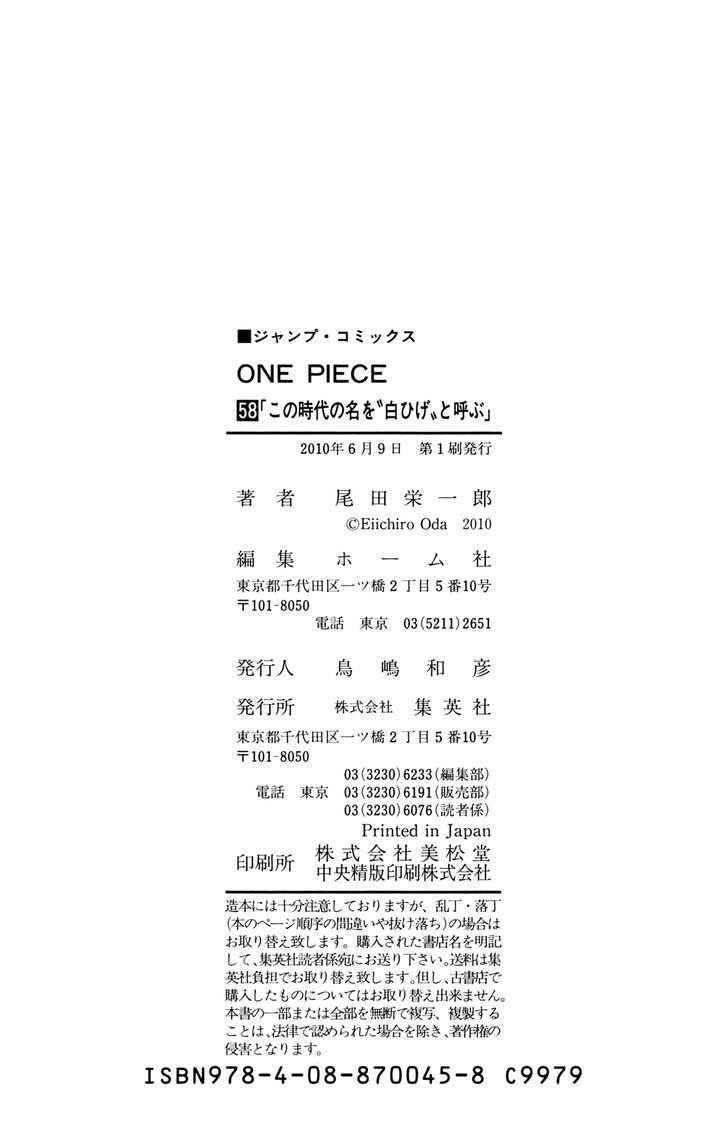 ■ジャンプ・コミックス
ONE PIECE
58「この時代の名を〝白ひげ〟と呼ぶ」
2010年6月9日　第1刷発行
著者　尾田栄一郎
©Eiichiro Oda　2010
編集　ホーム社
東京都千代田区一ツ橋2丁目5番10号
〒101-8050
電話　東京　03(5211)2651
発行人　鳥嶋和彦
発行所　株式会社　集英社
東京都千代田区一ツ橋2丁目5番10号
〒101-8050
03(3230)6233(編集部)
電話　東京　03(3230)6191(販売部)
03(3230)6076(読者係)
Printed in Japan
印刷所　株式会社美松堂
中央精版印刷株式会社
造本には十分注意しておりますが、乱丁・落丁
(本のページ順序の間違いや抜け落ち)の場合は
お取り替え致します。購入された書店名を明記
して、集英社読者係宛にお送り下さい。送料は集
英社負担でお取り替え致します。但し、古書店で
購入したものについてはお取り替え出来ません。
本書の一部または全部を無断で複写、複製する
ことは、法律で認められた場合を除き、著作権の
侵害となります。
ISBN978-4-08-870045-8 C9979